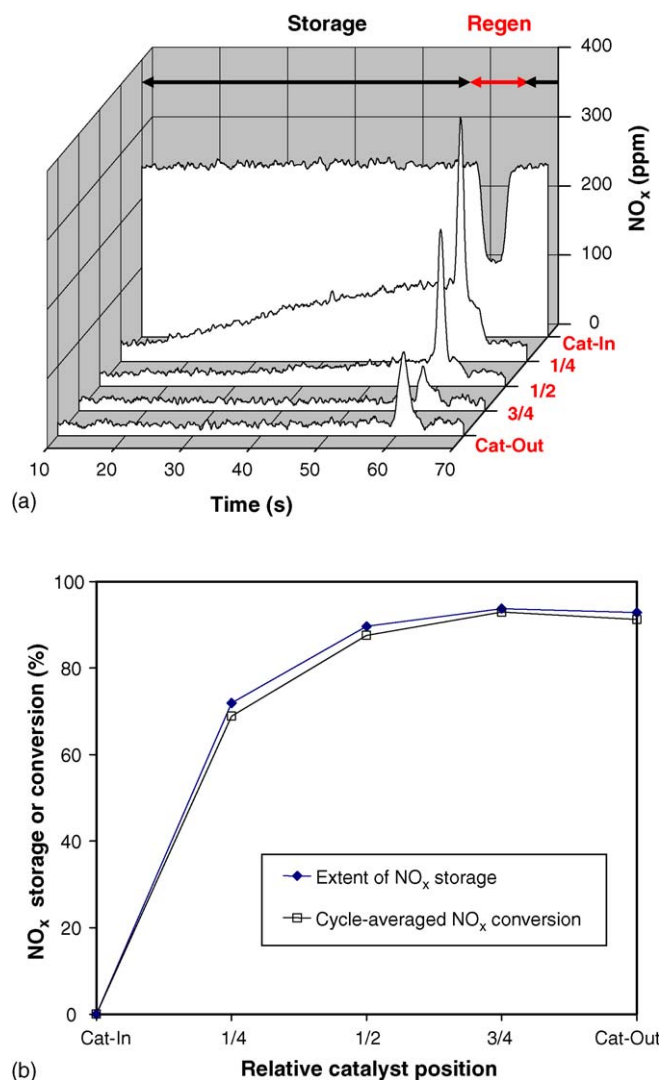 Storage Regen
400
300
200
100
0
NOx (ppm)
Cat-In
1/4
1/2
3/4
Cat-Out
10 20 30 40 50 60 70
Time (s)
(a)
100
80
60
40
20
0
NOx storage or conversion (%)
Extent of NOx storage
Cycle-averaged NOx conversion
Cat-In 1/4 1/2 3/4 Cat-Out
Relative catalyst position
(b)